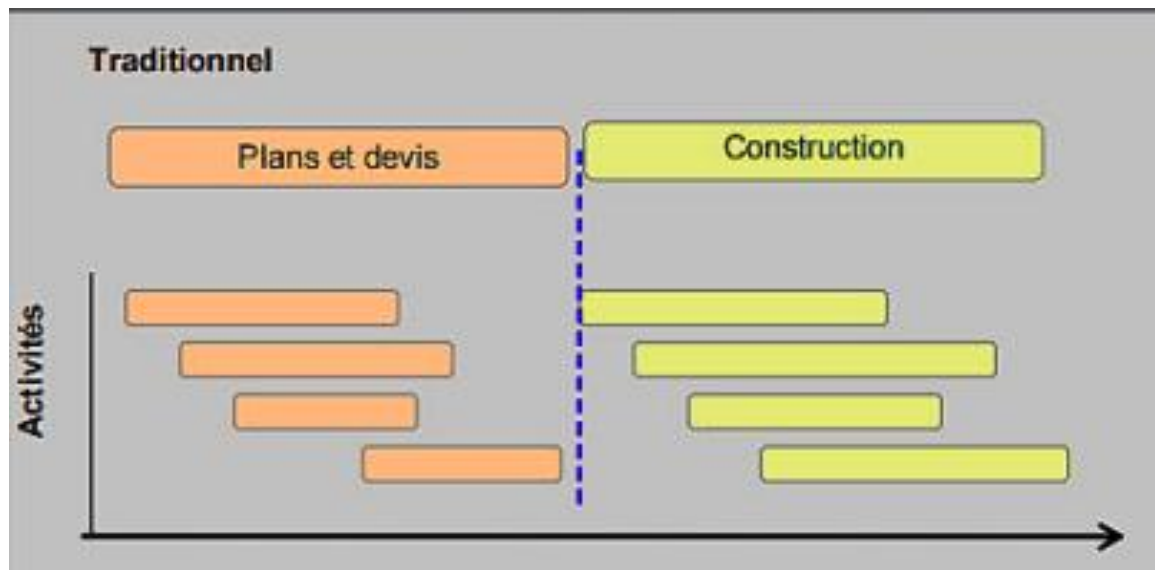 Traditionnel
Plans et devis
Construction
Activités